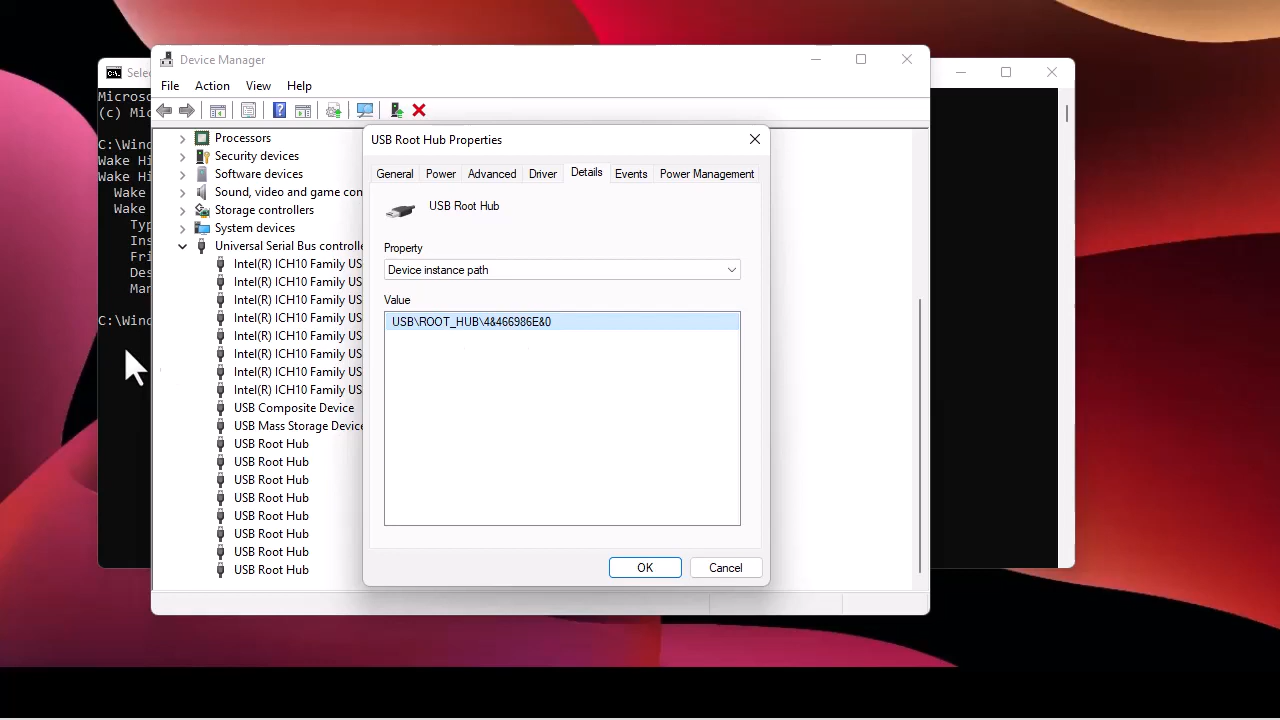 Device Manager
File Action View Help
Microso
(c) Mic
C:\Wind
Wake Hi
Wake Hi
Wake
Wake
Typ
Ins
Fri
Des
Man
C:\Wind
Processors
Security devices
Software devices
Sound, video and game con
Storage controllers
System devices
Universal Serial Bus controlle
Intel(R) ICH10 Family US
Intel(R) ICH10 Family US
Intel(R) ICH10 Family US
Intel(R) ICH10 Family US
Intel(R) ICH10 Family US
Intel(R) ICH10 Family US
Intel(R) ICH10 Family US
Intel(R) ICH10 Family US
USB Composite Device
USB Mass Storage Device
USB Root Hub
USB Root Hub
USB Root Hub
USB Root Hub
USB Root Hub
USB Root Hub
USB Root Hub
USB Root Hub
USB Root Hub Properties
General Power Advanced Driver Details Events Power Management
USB Root Hub
Property
Device instance path
Value
USB\ROOT_HUB\4&466986E&0
OK Cancel